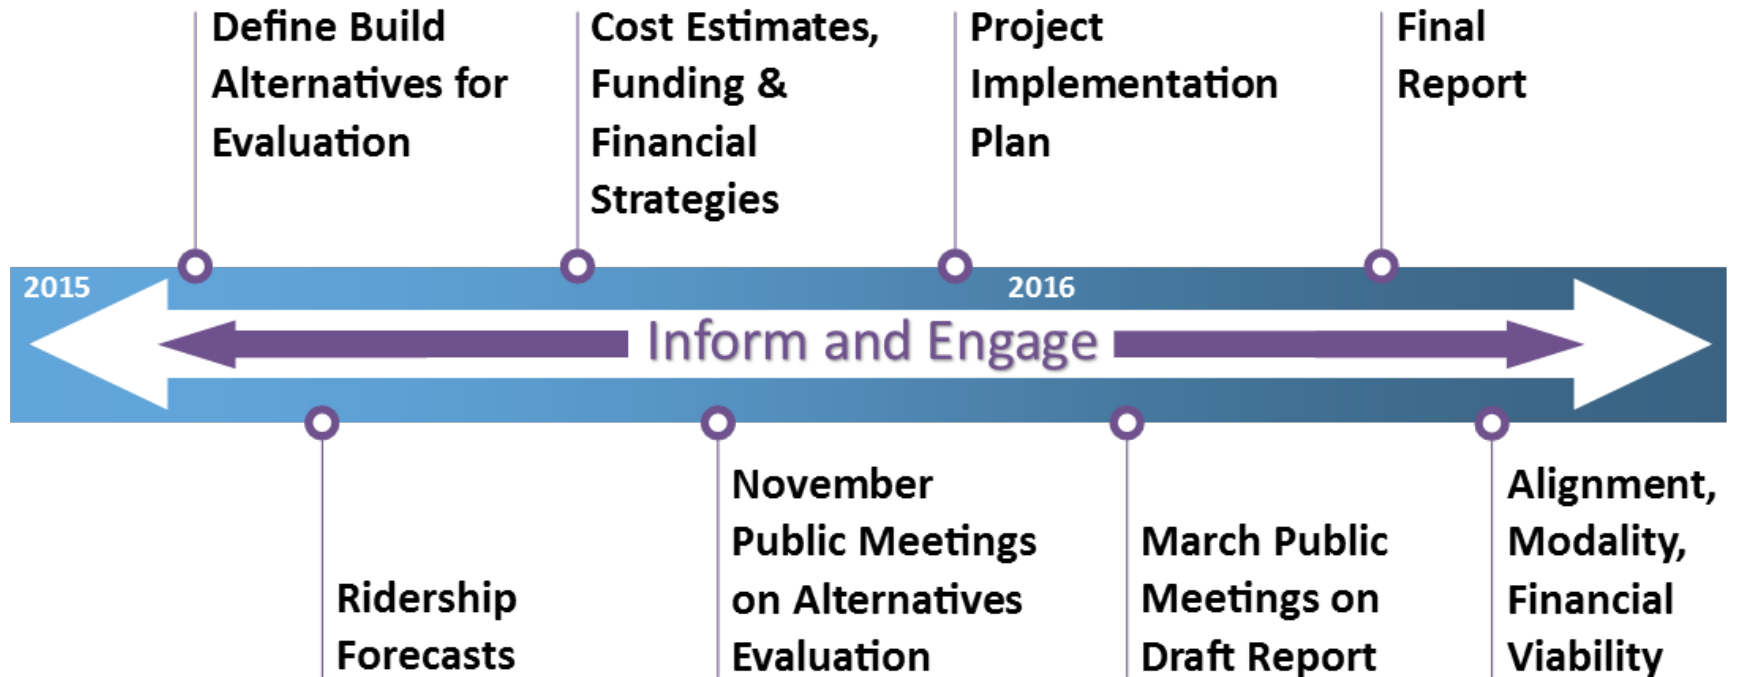 Define Build
Alternatives for
Evaluation
Cost Estimates,
Funding &
Financial
Strategies
Project
Implementation
Plan
Final
Report
2015
2016
Inform and Engage
Ridership
Forecasts
November
Public Meetings
on Alternatives
Evaluation
March Public
Meetings on
Draft Report
Alignment,
Modality,
Financial
Viability